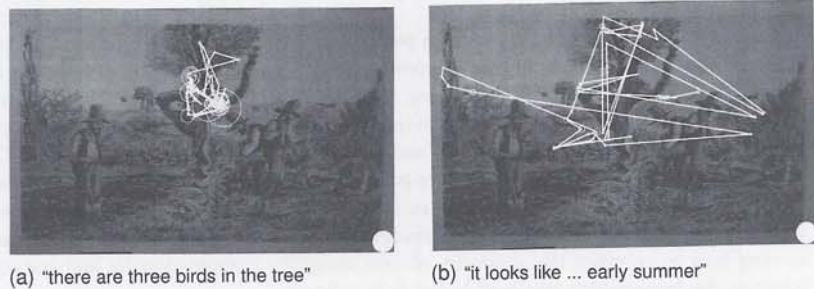 (a) “there are three birds in the tree”
(b) “it looks like ... early summer”